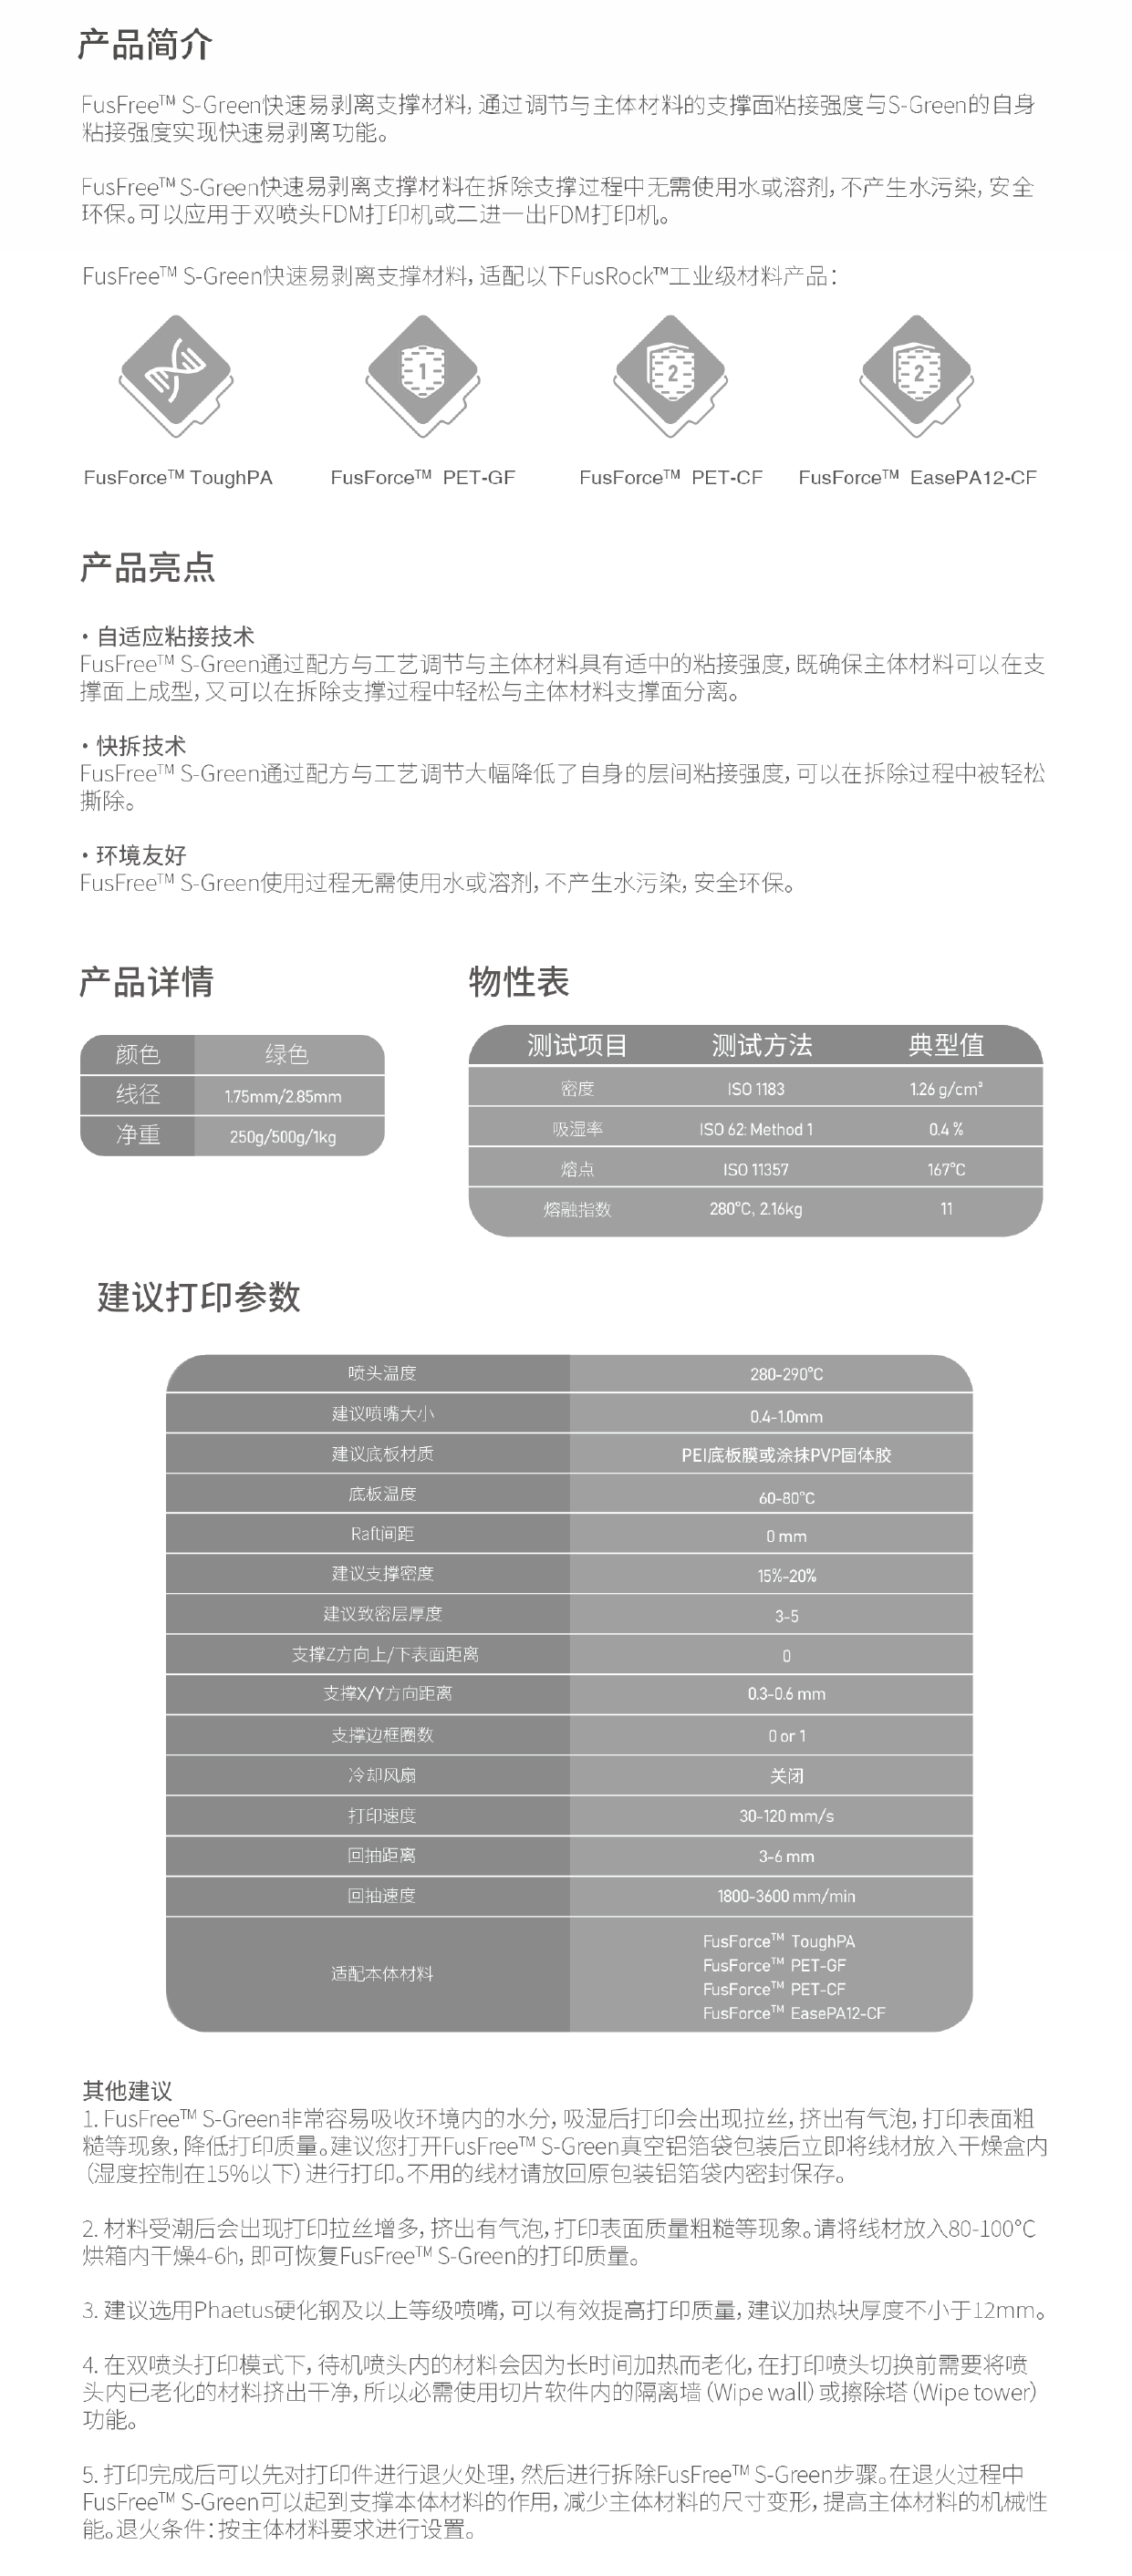 产品简介
FusFree™ S-Green快速易剥离支撑材料, 通过调节与主体材料的支撑面粘接强度与S-Green的自身
粘接强度实现快速易剥离功能。
FusFree™ S-Green快速易剥离支撑材料在拆除支撑过程中无需使用水或溶剂, 不产生水污染, 安全
环保。可以应用于双喷头FDM打印机或二进一出FDM打印机。
FusFree™ S-Green快速易剥离支撑材料, 适配以下FusRock™工业级材料产品:
1 2 2
FusForce™ ToughPA FusForce™ PET-GF FusForce™ PET-CF FusForce™ EasePA12-CF
产品亮点
· 自适应粘接技术
FusFree™ S-Green通过配方与工艺调节与主体材料具有适中的粘接强度, 既确保主体材料可以在支
撑面上成型, 又可以在拆除支撑过程中轻松与主体材料支撑面分离。
· 快拆技术
FusFree™ S-Green通过配方与工艺调节大幅降低了自身的层间粘接强度, 可以在拆除过程中被轻松
撕除。
· 环境友好
FusFree™ S-Green使用过程无需使用水或溶剂, 不产生水污染, 安全环保。
产品详情
颜色 绿色
线径 1.75mm/2.85mm
净重 250g/500g/1kg
物性表
测试项目 测试方法 典型值
密度 ISO 1183 1.26 g/cm³
吸湿率 ISO 62: Method 1 0.4 %
熔点 ISO 11357 167°C
熔融指数 280°C, 2.16kg 11
建议打印参数
喷头温度 280-290°C
建议喷嘴大小 0.4-1.0mm
建议底板材质 PEI底板膜或涂抹PVP固体胶
底板温度 60-80°C
Raft间距 0 mm
建议支撑密度 15%-20%
建议致密层厚度 3-5
支撑Z方向上/下表面距离 0
支撑X/Y方向距离 0.3-0.6 mm
支撑边框圈数 0 or 1
冷却风扇 关闭
打印速度 30-120 mm/s
回抽距离 3-6 mm
回抽速度 1800-3600 mm/min
适配本体材料
FusForce™ ToughPA
FusForce™ PET-GF
FusForce™ PET-CF
FusForce™ EasePA12-CF
其他建议
1. FusFree™ S-Green非常容易吸收环境内的水分, 吸湿后打印会出现拉丝, 挤出有气泡, 打印表面粗
糙等现象, 降低打印质量。建议您打开FusFree™ S-Green真空铝箔袋包装后立即将线材放入干燥盒内
(湿度控制在15%以下) 进行打印。不用的线材请放回原包装铝箔袋内密封保存。
2. 材料受潮后会出现打印拉丝增多, 挤出有气泡, 打印表面质量粗糙等现象。请将线材放入80-100°C
烘箱内干燥4-6h, 即可恢复FusFree™ S-Green的打印质量。
3. 建议选用Phaetus硬化钢及以上等级喷嘴, 可以有效提高打印质量, 建议加热块厚度不小于12mm。
4. 在双喷头打印模式下, 待机喷头内的材料会因为长时间加热而老化, 在打印喷头切换前需要将喷
头内已老化的材料挤出干净, 所以必需使用切片软件内的隔离墙 (Wipe wall) 或擦除塔 (Wipe tower)
功能。
5. 打印完成后可以先对打印件进行退火处理, 然后进行拆除FusFree™ S-Green步骤。在退火过程中
FusFree™ S-Green可以起到支撑本体材料的作用, 减少主体材料的尺寸变形, 提高主体材料的机械性
能。退火条件: 按主体材料要求进行设置。